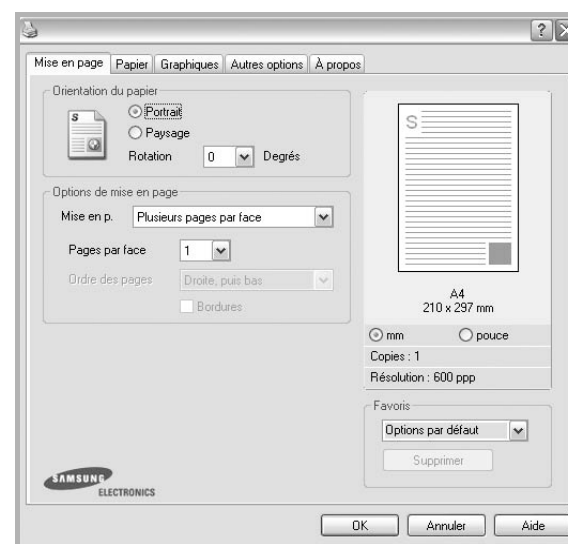 Mise en page Papier Graphiques Autres options À propos
Orientation du papier
S
Portrait
Paysage
Rotation 0 Degrés
Options de mise en page
Mise en p. Plusieurs pages par face
Pages par face 1
Ordre des pages Droite, puis bas
Bordures
S
A4
210 x 297 mm
mm pouce
Copies : 1
Résolution : 600 ppp
Favoris
Options par défaut
Supprimer
SAMSUNG
ELECTRONICS
OK Annuler Aide